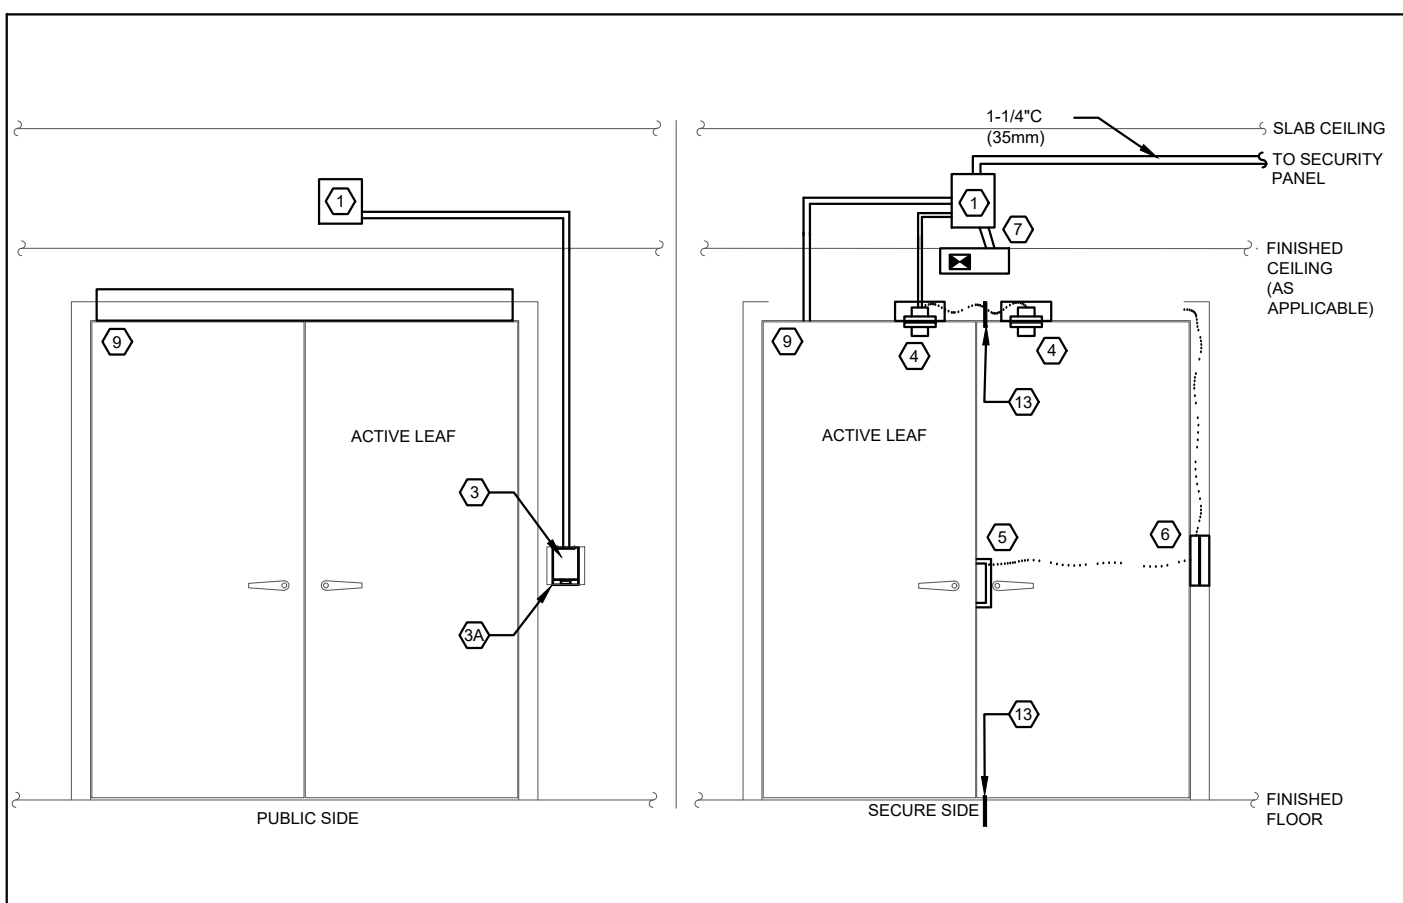 1-1/4"C
(35mm)
SLAB CEILING
TO SECURITY
PANEL
1
1
7
FINISHED
CEILING
(AS
APPLICABLE)
9
9
4
4
13
ACTIVE LEAF
ACTIVE LEAF
3
5
6
3A
13
PUBLIC SIDE
SECURE SIDE
FINISHED
FLOOR